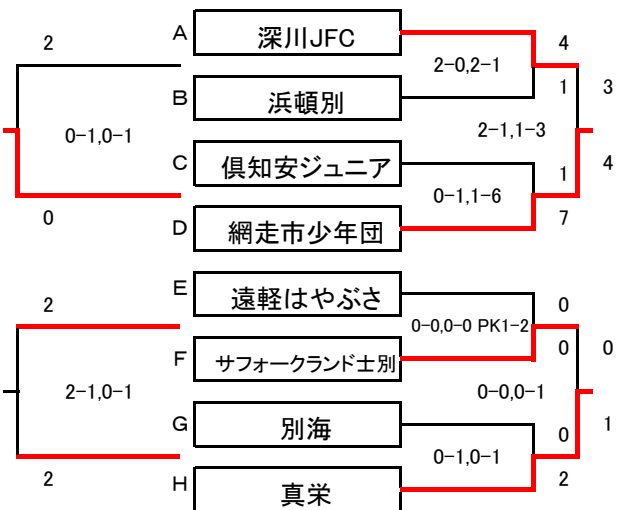 A 深川JFC 4
2 2-0,2-1
1 3
B 浜頓別
0-1,0-1 2-1,1-3
C 倶知安ジュニア 1 4
0-1,1-6
0 D 網走市少年団 7
E 遠軽はやぶさ
2 0
0-0,0-0 PK1-2
F サフォークランド士別 0 0
2-1,0-1 0-0,0-1
G 別海 0 1
0-1,0-1
2 H 真栄 2